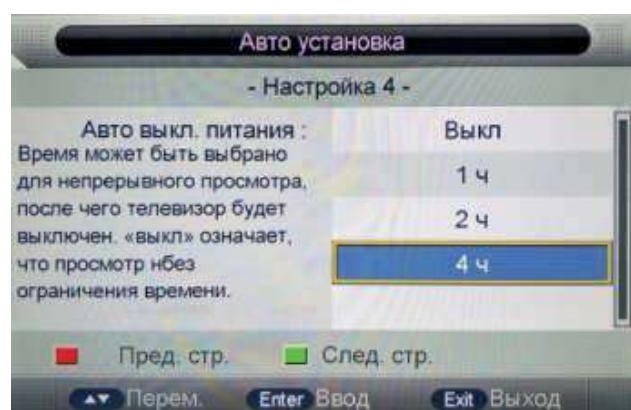 Авто установка
- Настройка 4 -
Авто выкл. питания :
Время может быть выбрано
для непрерывного просмотра,
после чего телевизор будет
выключен. «выкл» означает,
что просмотр нбез
ограничения времени.
Выкл
1 ч
2 ч
4 ч
Пред. стр. След. стр.
▲▼ Перем. Enter Ввод Exit Выход